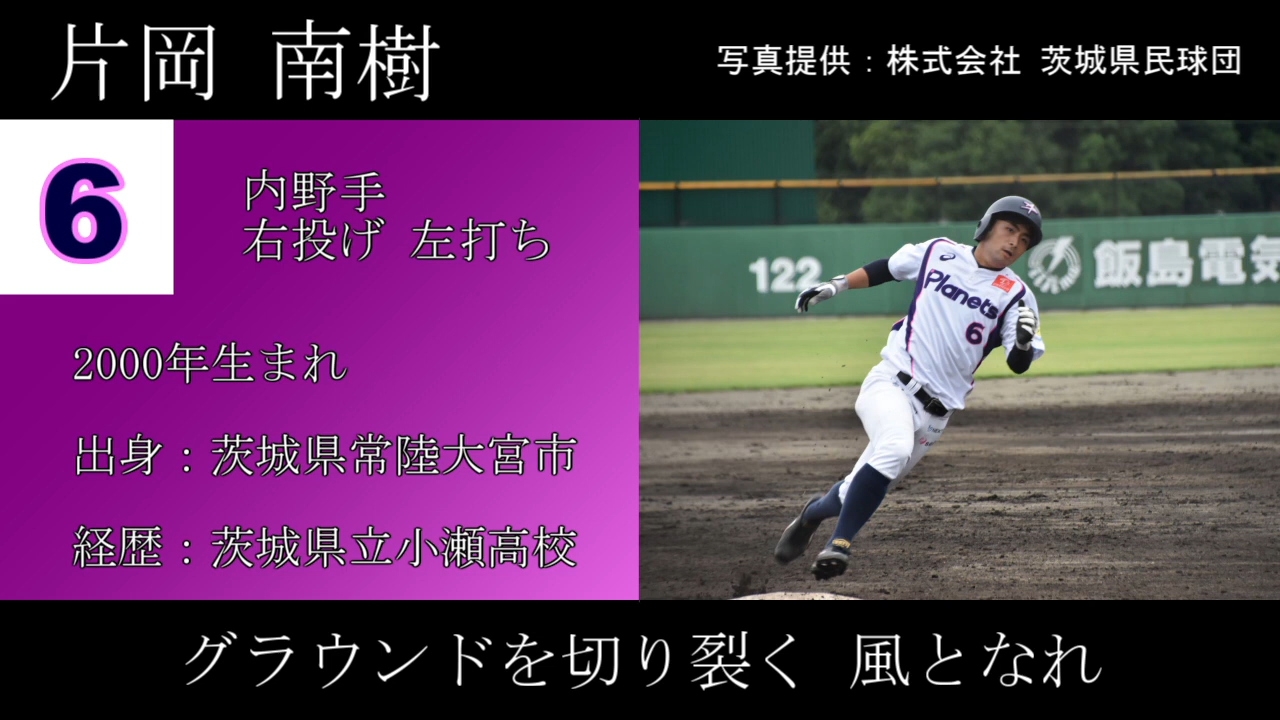 片岡 南樹
写真提供：株式会社 茨城県民球団
6
内野手
右投げ 左打ち
2000年生まれ
出身：茨城県常陸大宮市
経歴：茨城県立小瀬高校
122
飯島電気
Planets
6
グラウンドを切り裂く 風となれ